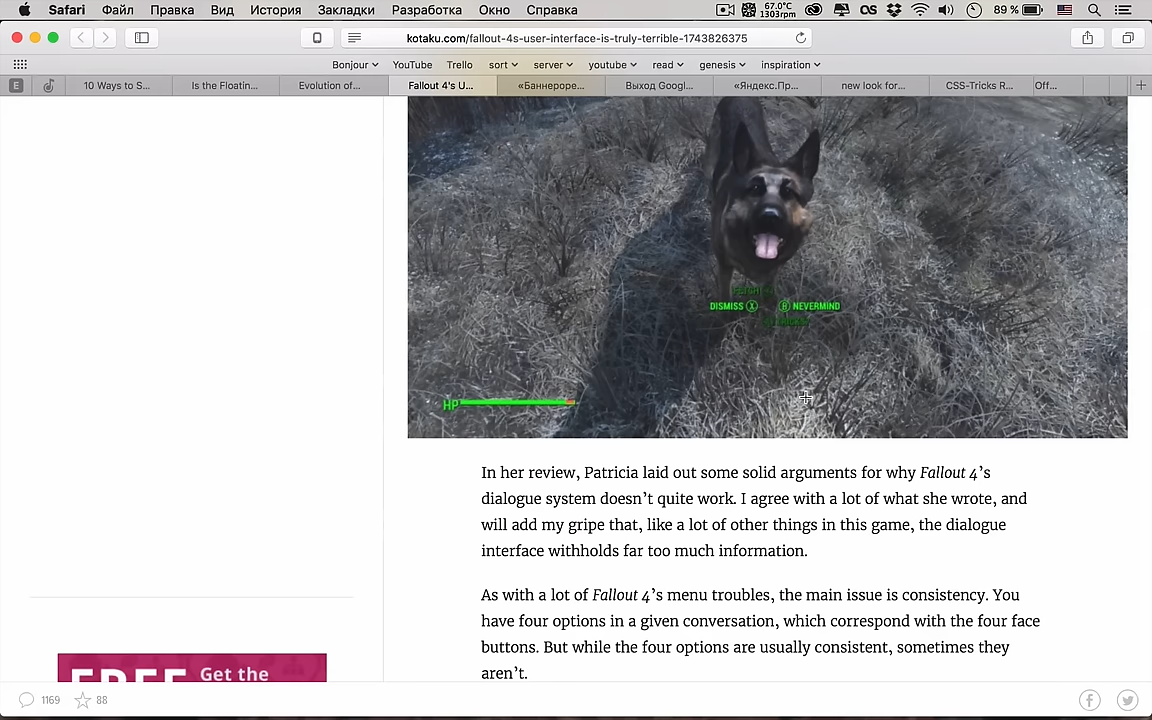 Safari Файл Правка Вид История Закладки Разработка Окно Справка 67.0°C 1303rpm 89 %
kotaku.com/fallout-4s-user-interface-is-truly-terrible-1743826375
Bonjour YouTube Trello sort server youtube read genesis inspiration
E 10 Ways to S... Is the Floatin... Evolution of... Fallout 4's U... «Баннероре... Выход Googl... «Яндекс.Пр... new look for... CSS-Tricks R... Off...
DISMISS X B NEVERMIND
HP
In her review, Patricia laid out some solid arguments for why Fallout 4’s
dialogue system doesn’t quite work. I agree with a lot of what she wrote, and
will add my gripe that, like a lot of other things in this game, the dialogue
interface withholds far too much information.
As with a lot of Fallout 4’s menu troubles, the main issue is consistency. You
have four options in a given conversation, which correspond with the four face
buttons. But while the four options are usually consistent, sometimes they
aren’t.
FREE Get the
1169 88